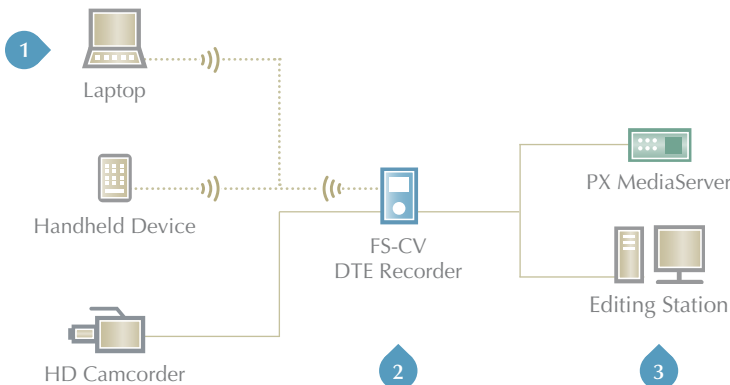 1
Laptop
Handheld Device
HD Camcorder
FS-CV
DTE Recorder
2
PX MediaServer
Editing Station
3